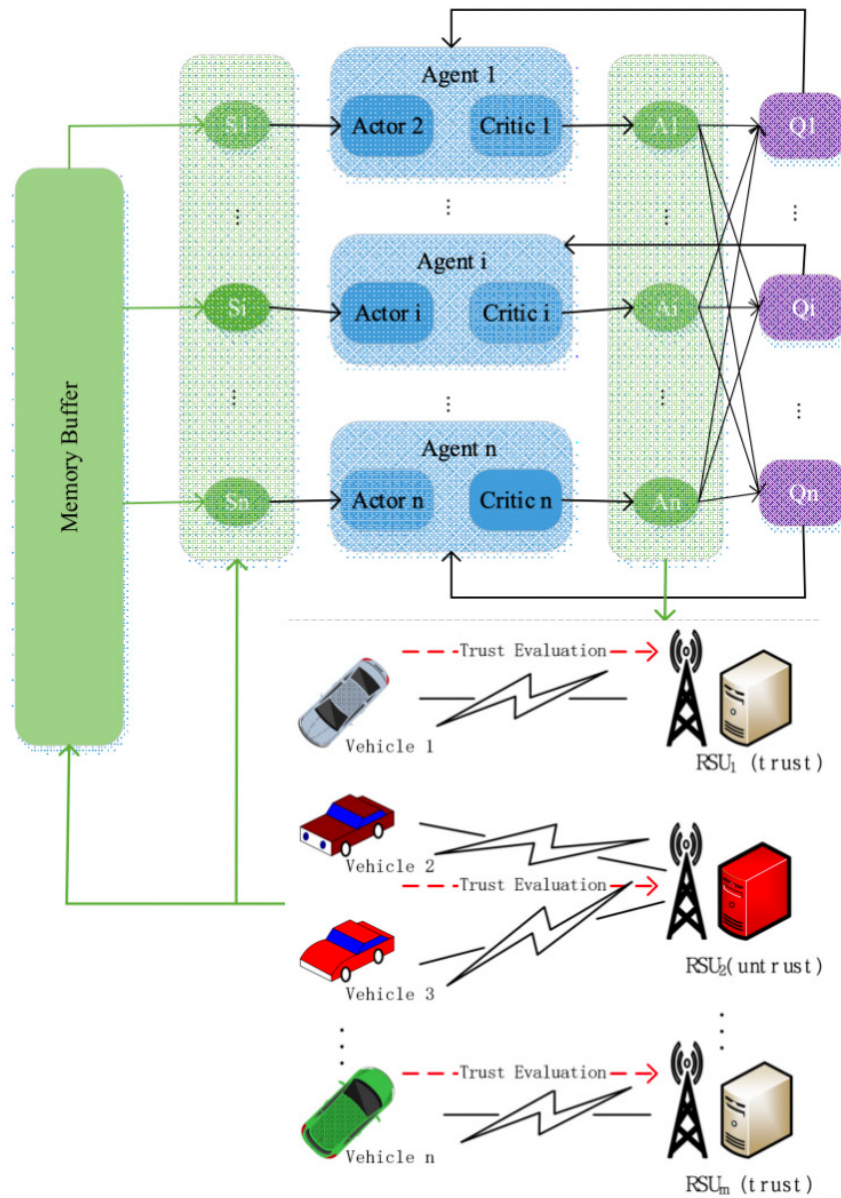 Agent 1
S1
Actor 2
Critic 1
A1
Q1
Agent i
Si
Actor i
Critic i
Ai
Qi
Memory Buffer
Agent n
Sn
Actor n
Critic n
An
Qn
Trust Evaluation
Vehicle 1
RSU1 (trust)
Vehicle 2
Trust Evaluation
RSU2(untrust)
Vehicle 3
Trust Evaluation
Vehicle n
RSUm (trust)